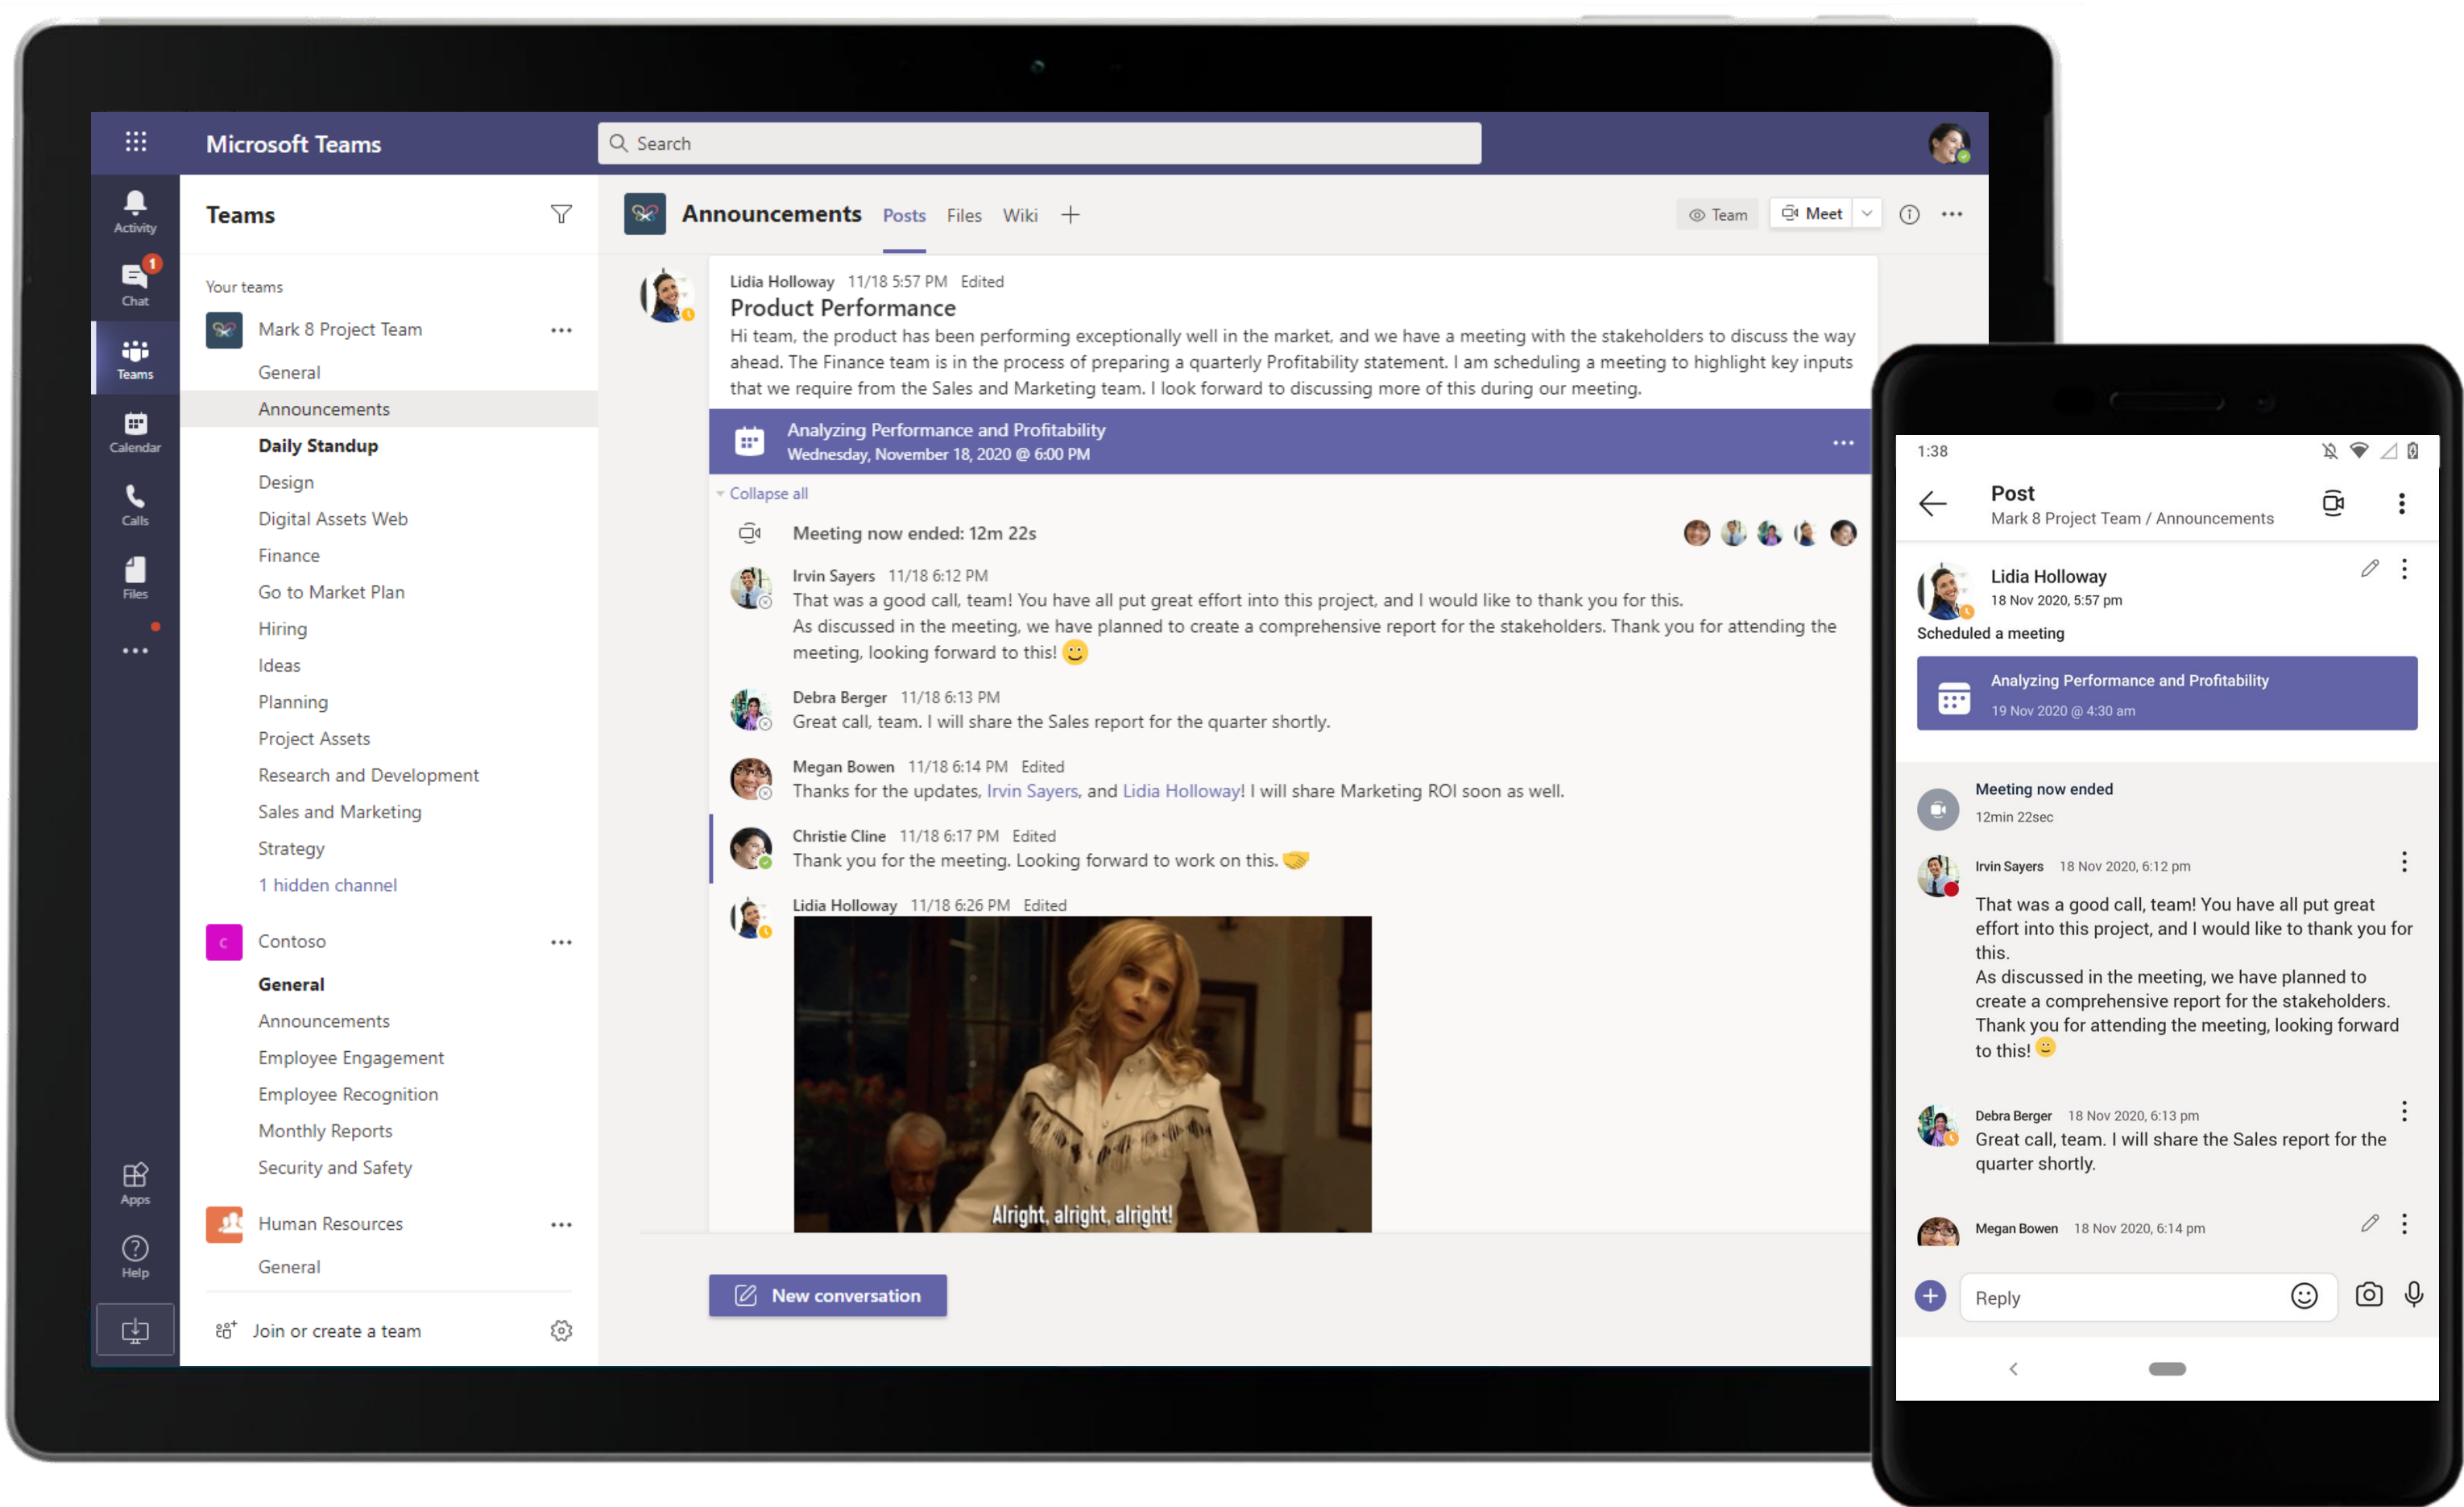 Microsoft Teams
Search
Activity
1
Chat
Teams
Calendar
Calls
Files
Apps
Help
Teams
Your teams
Mark 8 Project Team
General
Announcements
Daily Standup
Design
Digital Assets Web
Finance
Go to Market Plan
Hiring
Ideas
Planning
Project Assets
Research and Development
Sales and Marketing
Strategy
1 hidden channel
C
Contoso
General
Announcements
Employee Engagement
Employee Recognition
Monthly Reports
Security and Safety
Human Resources
General
Join or create a team
Announcements Posts Files Wiki
Team Meet
Lidia Holloway 11/18 5:57 PM Edited
Product Performance
Hi team, the product has been performing exceptionally well in the market, and we have a meeting with the stakeholders to discuss the way
ahead. The Finance team is in the process of preparing a quarterly Profitability statement. I am scheduling a meeting to highlight key inputs
that we require from the Sales and Marketing team. I look forward to discussing more of this during our meeting.
Analyzing Performance and Profitability
Wednesday, November 18, 2020 @ 6:00 PM
Collapse all
Meeting now ended: 12m 22s
Irvin Sayers 11/18 6:12 PM
That was a good call, team! You have all put great effort into this project, and I would like to thank you for this.
As discussed in the meeting, we have planned to create a comprehensive report for the stakeholders. Thank you for attending the
meeting, looking forward to this!
Debra Berger 11/18 6:13 PM
Great call, team. I will share the Sales report for the quarter shortly.
Megan Bowen 11/18 6:14 PM Edited
Thanks for the updates, Irvin Sayers, and Lidia Holloway! I will share Marketing ROI soon as well.
Christie Cline 11/18 6:17 PM Edited
Thank you for the meeting. Looking forward to work on this.
Lidia Holloway 11/18 6:26 PM Edited
Alright, alright, alright!
New conversation
1:38
Post
Mark 8 Project Team / Announcements
Lidia Holloway
18 Nov 2020, 5:57 pm
Scheduled a meeting
Analyzing Performance and Profitability
19 Nov 2020 @ 4:30 am
Meeting now ended
12min 22sec
Irvin Sayers 18 Nov 2020, 6:12 pm
That was a good call, team! You have all put great
effort into this project, and I would like to thank you for
this.
As discussed in the meeting, we have planned to
create a comprehensive report for the stakeholders.
Thank you for attending the meeting, looking forward
to this!
Debra Berger 18 Nov 2020, 6:13 pm
Great call, team. I will share the Sales report for the
quarter shortly.
Megan Bowen 18 Nov 2020, 6:14 pm
Reply